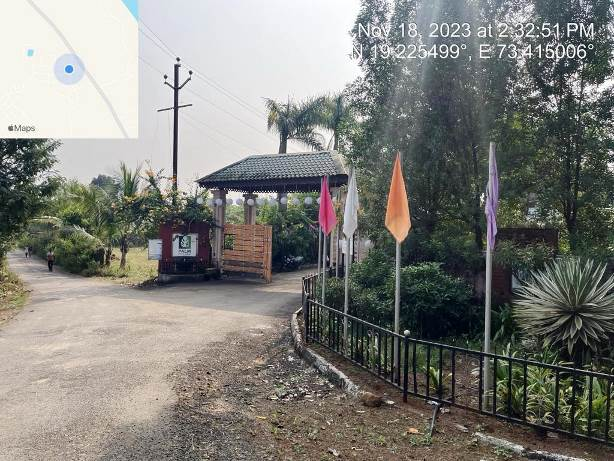 Nov 18, 2023 at 2:32:51 PM
N 19.225499°, E 73.415006°
Maps